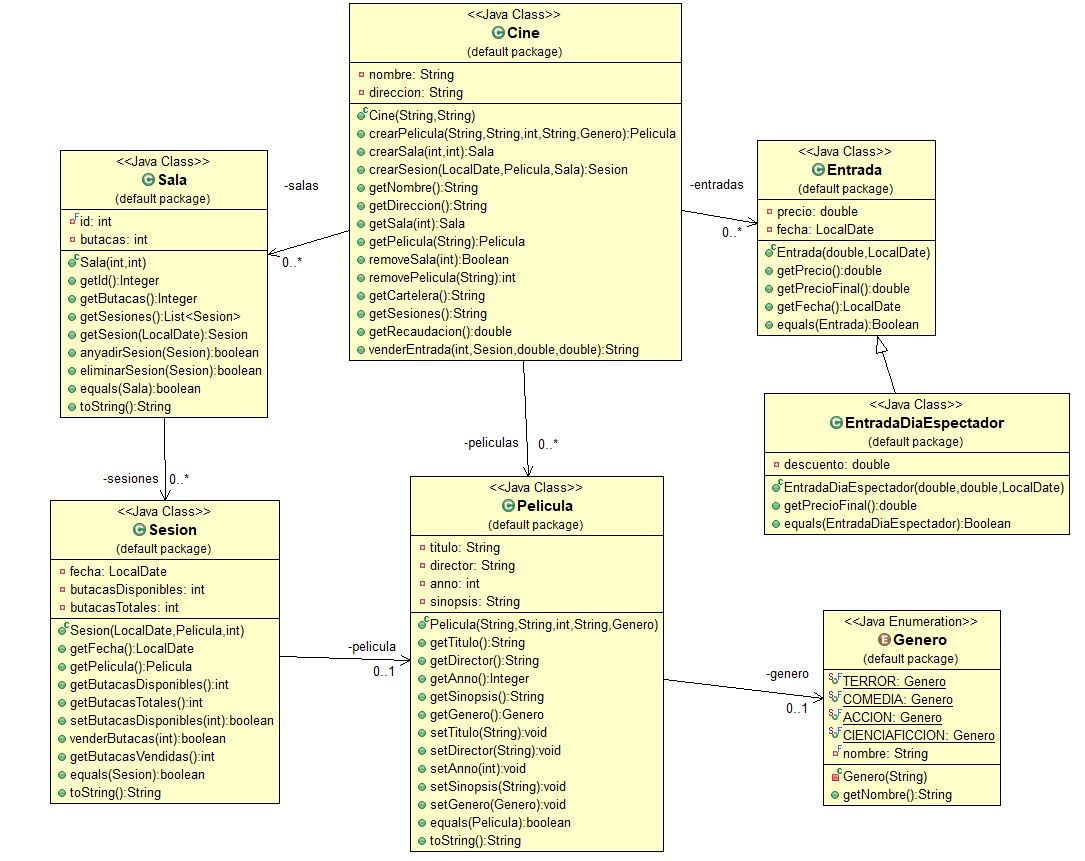 <<Java Class>>
Cine
(default package)
nombre: String
direccion: String
Cine(String,String)
crearPelicula(String,String,int,String,Genero):Pelicula
crearSala(int,int):Sala
crearSesion(LocalDate,Pelicula,Sala):Sesion
getNombre():String
getDireccion():String
getSala(int):Sala
getPelicula(String):Pelicula
removeSala(int):Boolean
removePelicula(String):int
getCartelera():String
getSesiones():String
getRecaudacion():double
venderEntrada(int,Sesion,double,double):String
-salas
0..*
-entradas
0..*
-peliculas
0..*
<<Java Class>>
Sala
(default package)
id: int
butacas: int
Sala(int,int)
getId():Integer
getButacas():Integer
getSesiones():List<Sesion>
getSesion(LocalDate):Sesion
anyadirSesion(Sesion):boolean
eliminarSesion(Sesion):boolean
equals(Sala):boolean
toString():String
-sesiones
0..*
<<Java Class>>
Entrada
(default package)
precio: double
fecha: LocalDate
Entrada(double,LocalDate)
getPrecio():double
getPrecioFinal():double
getFecha():LocalDate
equals(Entrada):Boolean
<<Java Class>>
EntradaDiaEspectador
(default package)
descuento: double
EntradaDiaEspectador(double,double,LocalDate)
getPrecioFinal():double
equals(EntradaDiaEspectador):Boolean
<<Java Class>>
Sesion
(default package)
fecha: LocalDate
butacasDisponibles: int
butacasTotales: int
Sesion(LocalDate,Pelicula,int)
getFecha():LocalDate
getPelicula():Pelicula
getButacasDisponibles():int
getButacasTotales():int
setButacasDisponibles(int):boolean
venderButacas(int):boolean
getButacasVendidas():int
equals(Sesion):boolean
toString():String
-pelicula
0..1
<<Java Class>>
Pelicula
(default package)
titulo: String
director: String
anno: int
sinopsis: String
Pelicula(String,String,int,String,Genero)
getTitulo():String
getDirector():String
getAnno():Integer
getSinopsis():String
getGenero():Genero
setTitulo(String):void
setDirector(String):void
setAnno(int):void
setSinopsis(String):void
setGenero(Genero):void
equals(Pelicula):boolean
toString():String
-genero
0..1
<<Java Enumeration>>
Genero
(default package)
TERROR: Genero
COMEDIA: Genero
ACCION: Genero
CIENCIAFICCION: Genero
nombre: String
Genero(String)
getNombre():String